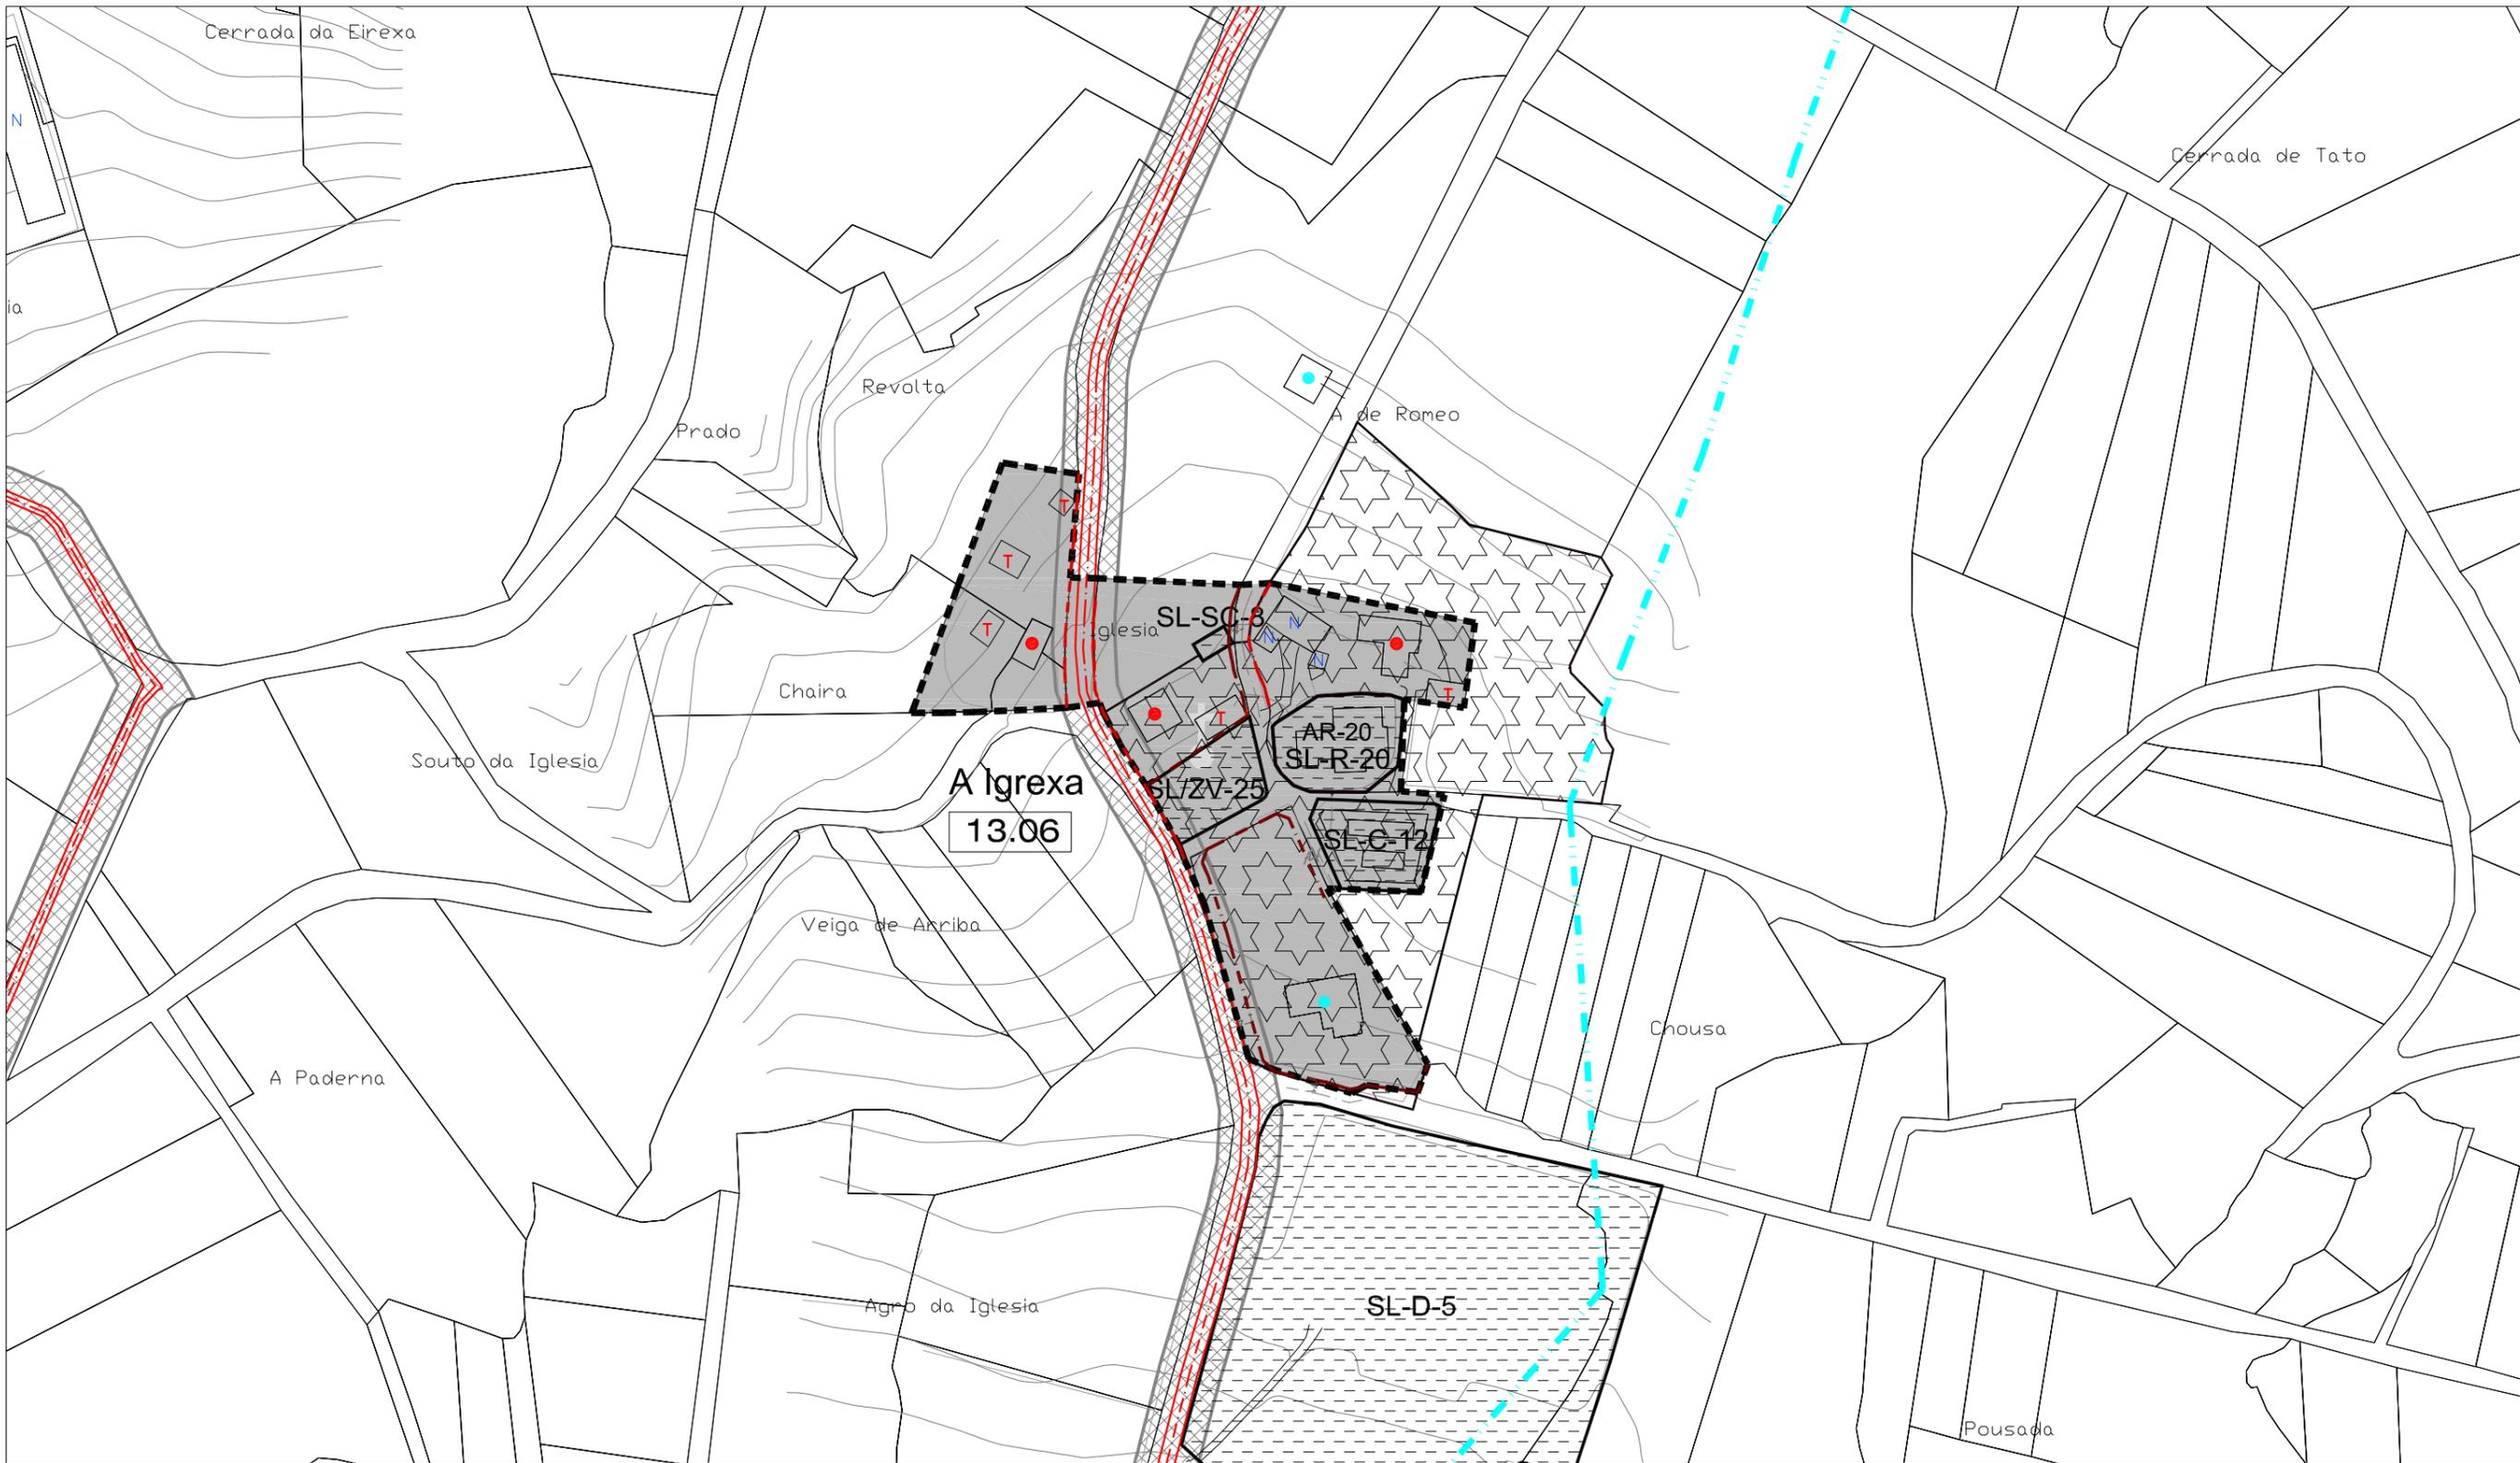 Cerrada da Eirexa
N
Cerrada de Tato
ia
Revolta
A de Romeo
Prado
T
T
SL-SC-8
N
N
T
Iglesia
N
Chaira
T
T
AR-20
SL-R-20
Souto da Iglesia
A Igrexa
SL/ZV-25
13.06
SL-C-12
Veiga de Arriba
Chousa
A Paderna
Agro da Iglesia
SL-D-5
Pousada